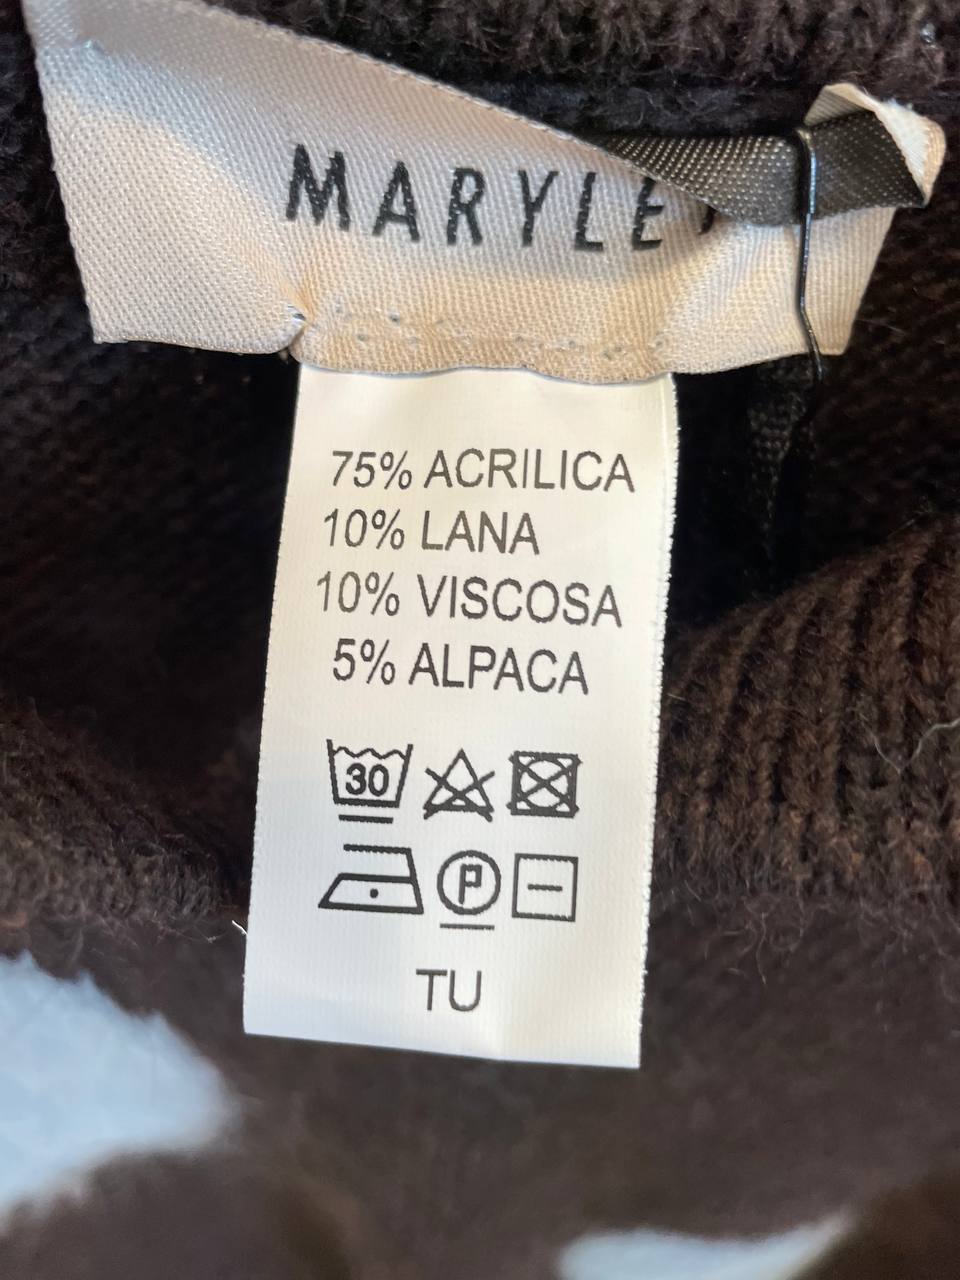 75% ACRILICA
10% LANA
10% VISCOSA
5% ALPACA
30
P
TU